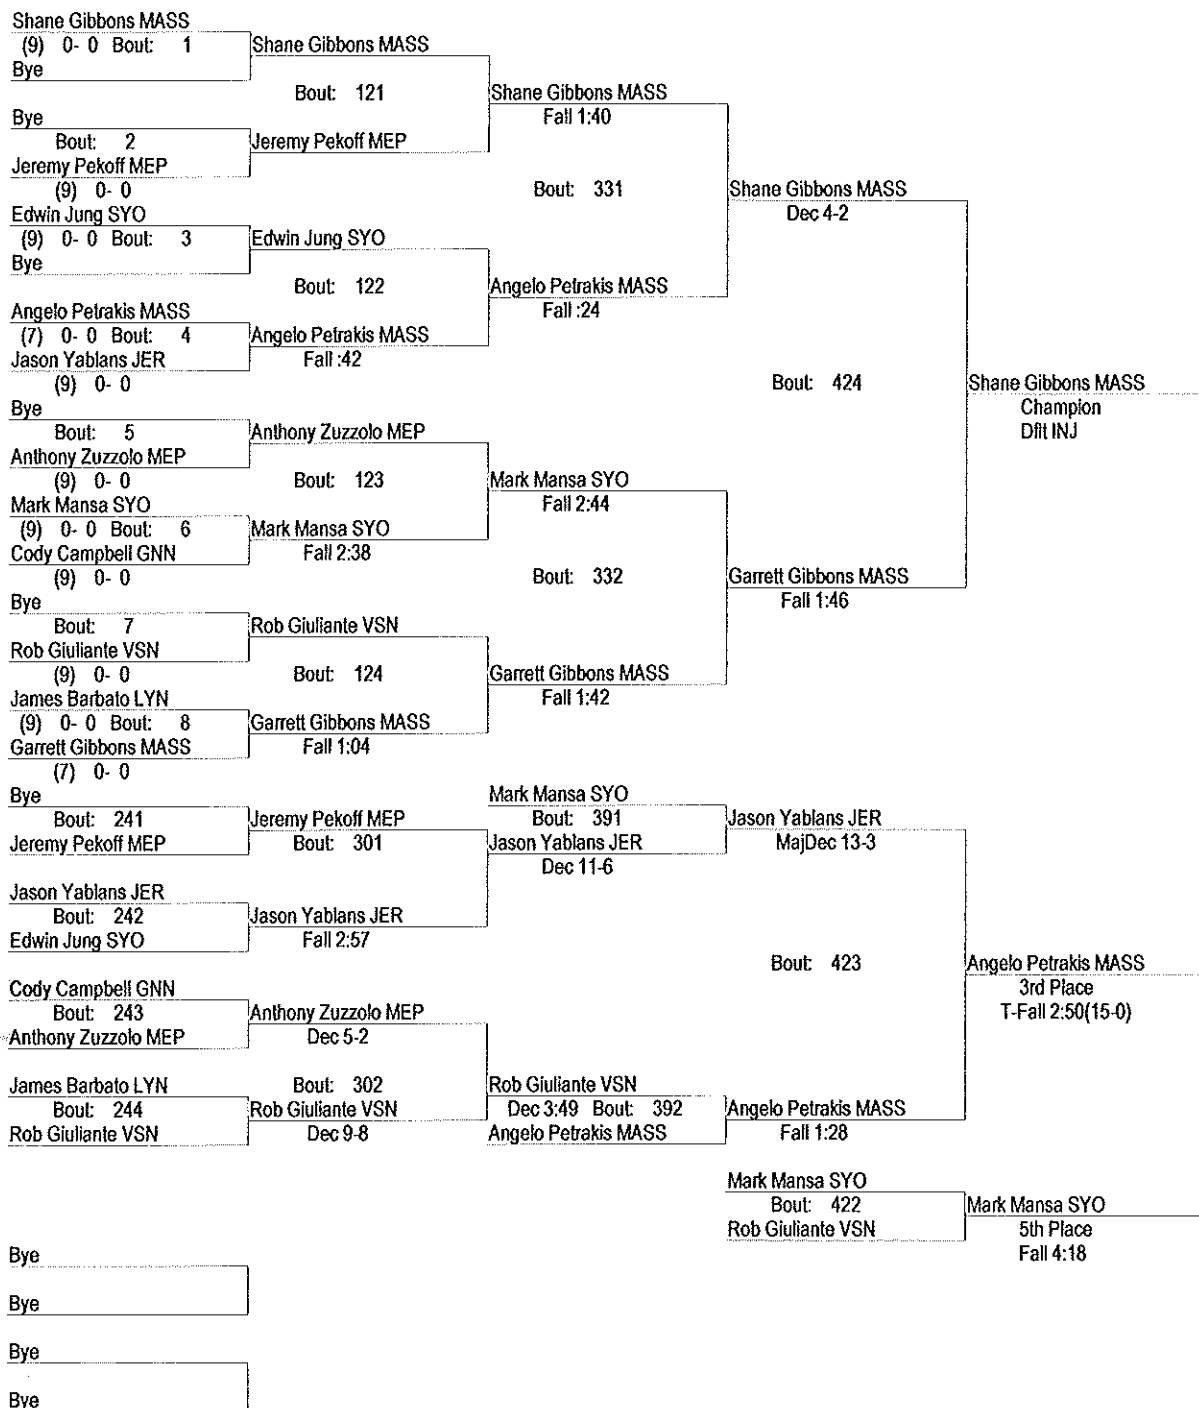 Shane Gibbons MASS
(9) 0- 0 Bout: 1
Bye
Shane Gibbons MASS
Bout: 121
Bye
Bout: 2
Jeremy Pekoff MEP
(9) 0- 0
Jeremy Pekoff MEP
Shane Gibbons MASS
Fall 1:40
Bout: 331
Edwin Jung SYO
(9) 0- 0 Bout: 3
Bye
Edwin Jung SYO
Bout: 122
Angelo Petrakis MASS
(7) 0- 0 Bout: 4
Jason Yablans JER
(9) 0- 0
Angelo Petrakis MASS
Fall :42
Angelo Petrakis MASS
Fall :24
Shane Gibbons MASS
Dec 4-2
Bout: 424
Shane Gibbons MASS
Champion
Dflt INJ
Bye
Bout: 5
Anthony Zuzzolo MEP
(9) 0- 0
Anthony Zuzzolo MEP
Bout: 123
Mark Mansa SYO
(9) 0- 0 Bout: 6
Cody Campbell GNN
(9) 0- 0
Mark Mansa SYO
Fall 2:38
Mark Mansa SYO
Fall 2:44
Bout: 332
Bye
Bout: 7
Rob Giuliante VSN
(9) 0- 0
Rob Giuliante VSN
Bout: 124
James Barbato LYN
(9) 0- 0 Bout: 8
Garrett Gibbons MASS
(7) 0- 0
Garrett Gibbons MASS
Fall 1:04
Garrett Gibbons MASS
Fall 1:42
Garrett Gibbons MASS
Fall 1:46
Bye
Bout: 241
Jeremy Pekoff MEP
Jeremy Pekoff MEP
Bout: 301
Jason Yablans JER
Bout: 242
Edwin Jung SYO
Jason Yablans JER
Fall 2:57
Mark Mansa SYO
Bout: 391
Jason Yablans JER
Dec 11-6
Jason Yablans JER
MajDec 13-3
Bout: 423
Angelo Petrakis MASS
3rd Place
T-Fall 2:50(15-0)
Cody Campbell GNN
Bout: 243
Anthony Zuzzolo MEP
Anthony Zuzzolo MEP
Dec 5-2
Bout: 302
James Barbato LYN
Bout: 244
Rob Giuliante VSN
Rob Giuliante VSN
Dec 9-8
Rob Giuliante VSN
Dec 3:49 Bout: 392
Angelo Petrakis MASS
Angelo Petrakis MASS
Fall 1:28
Mark Mansa SYO
Bout: 422
Rob Giuliante VSN
Mark Mansa SYO
5th Place
Fall 4:18
Bye
Bye
Bye
Bye